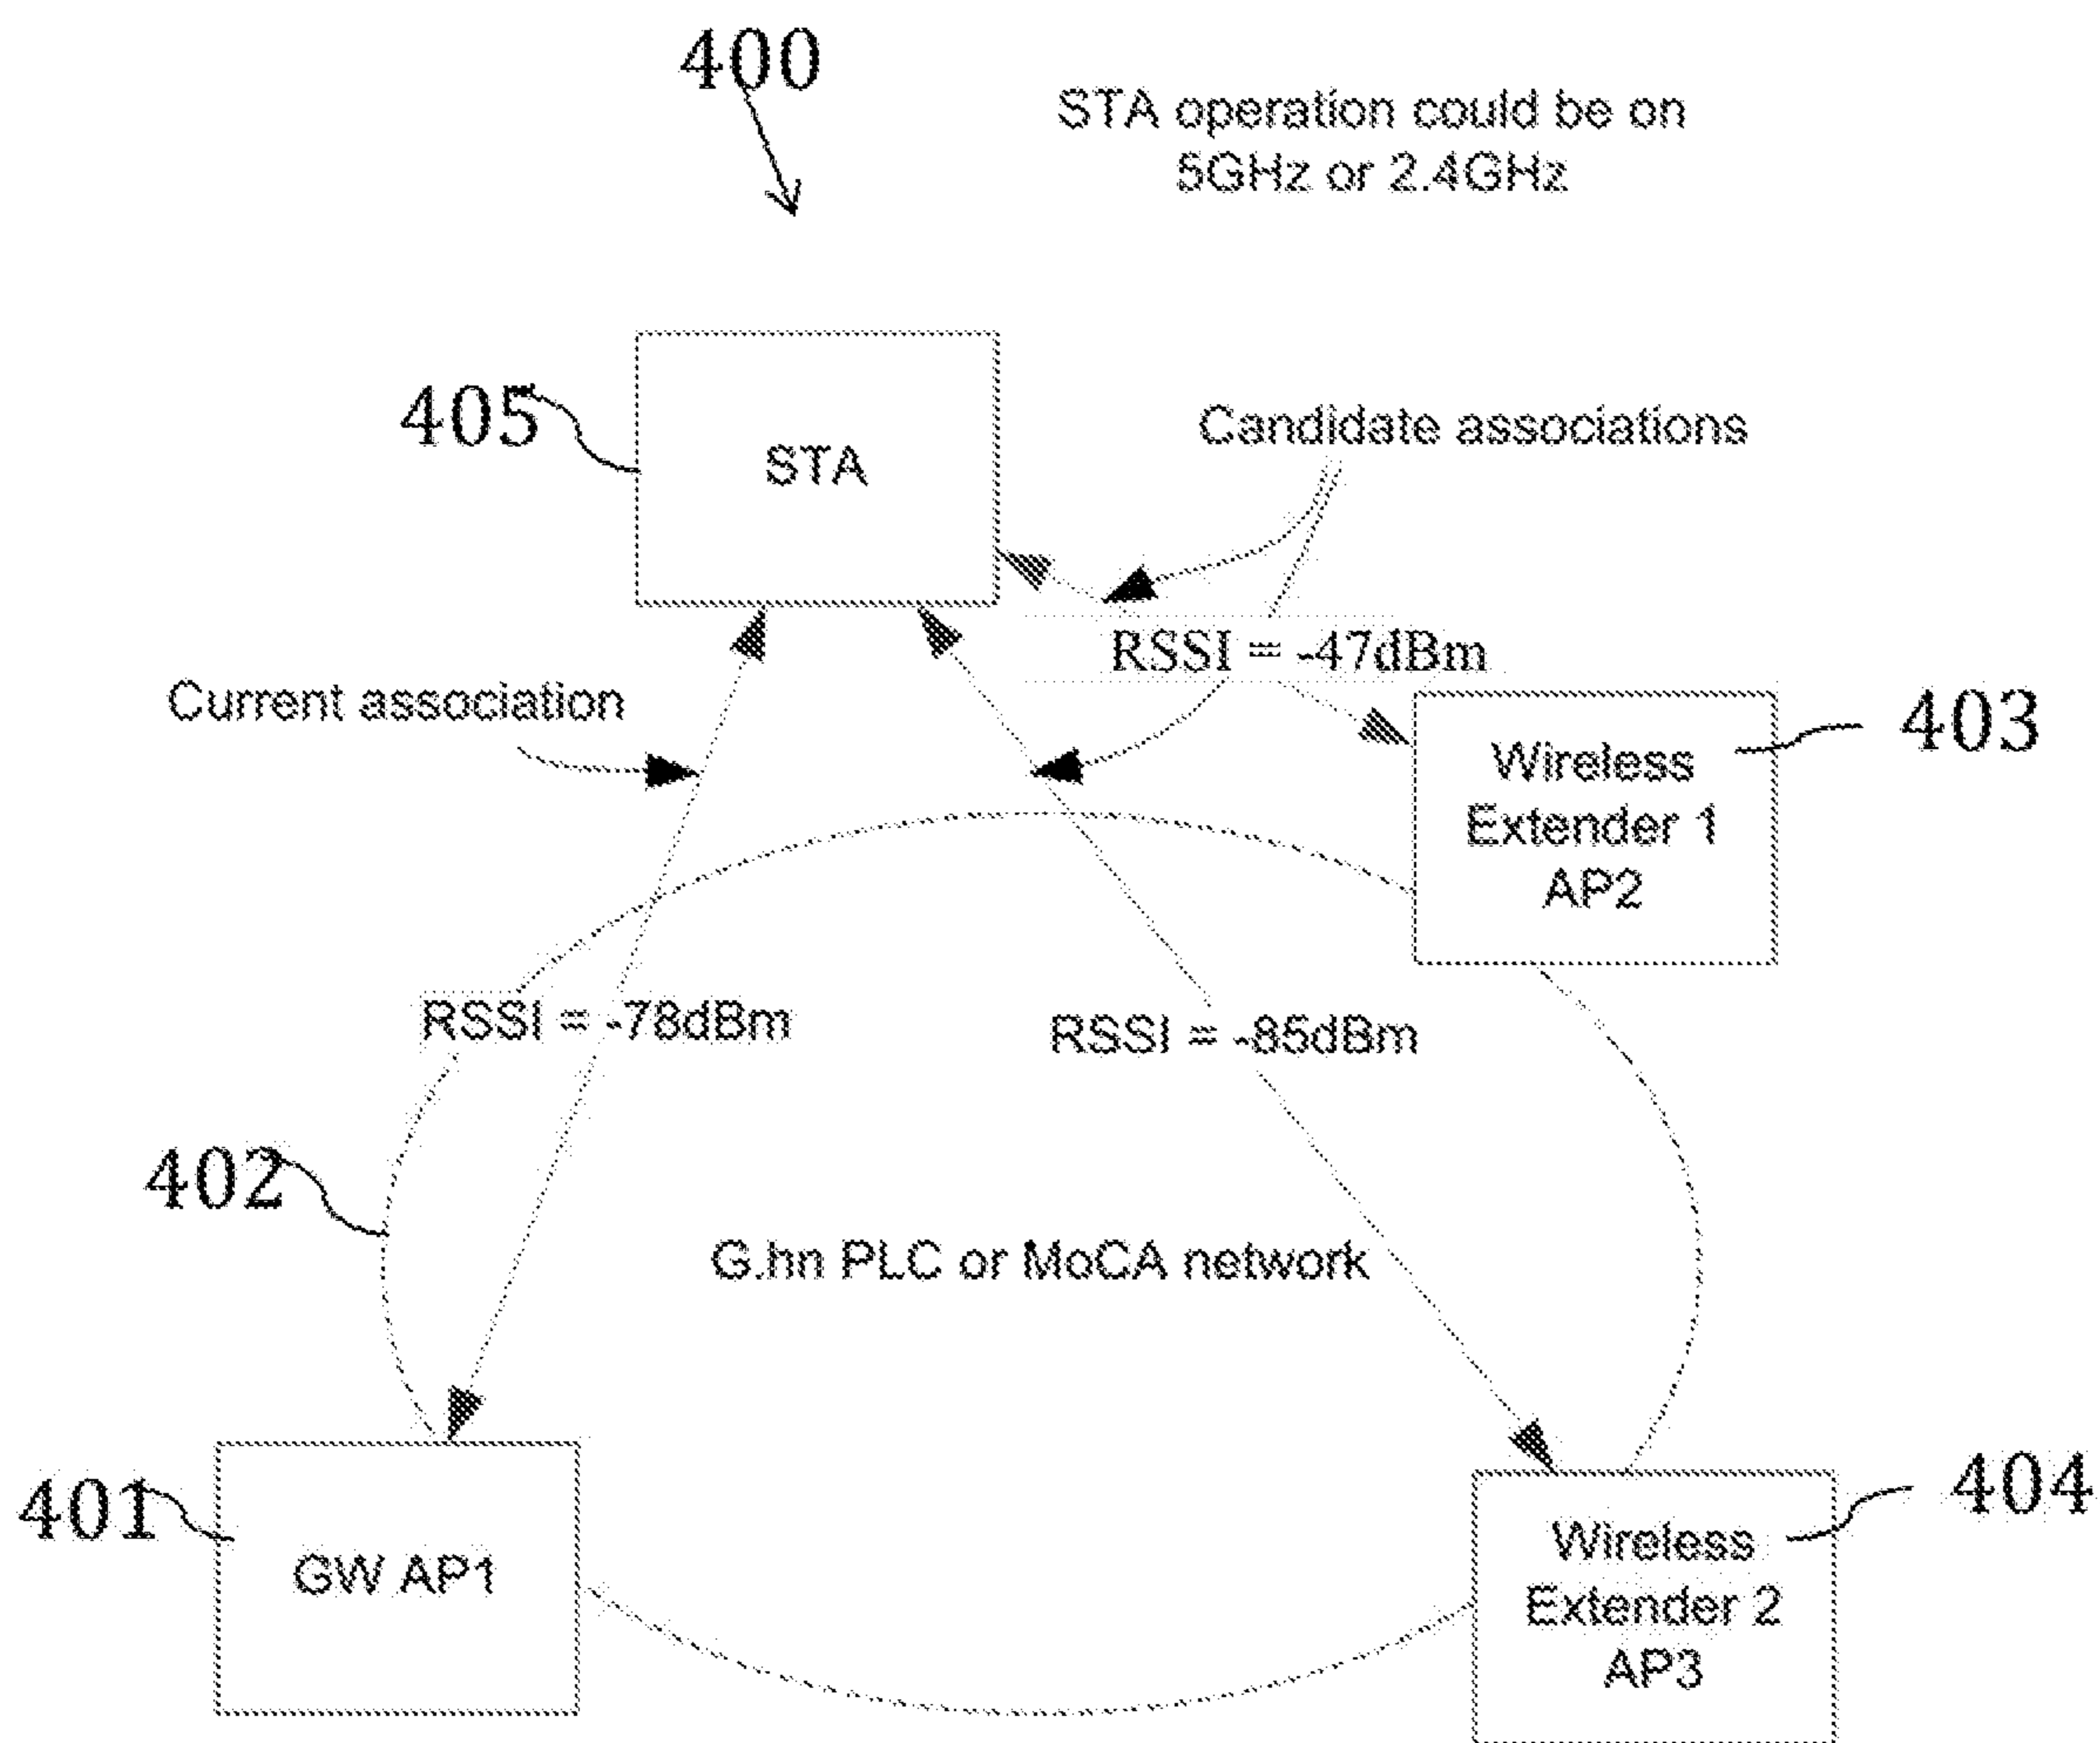 400
STA operation could be on
5GHz or 2.4GHz
405
STA
Candidate associations
RSSI = -47dBm
Current association
403
Wireless
Extender 1
AP2
RSSI = -78dBm
RSSI = -85dBm
402
G.hn PLC or MoCA network
401
GW AP1
404
Wireless
Extender 2
AP3